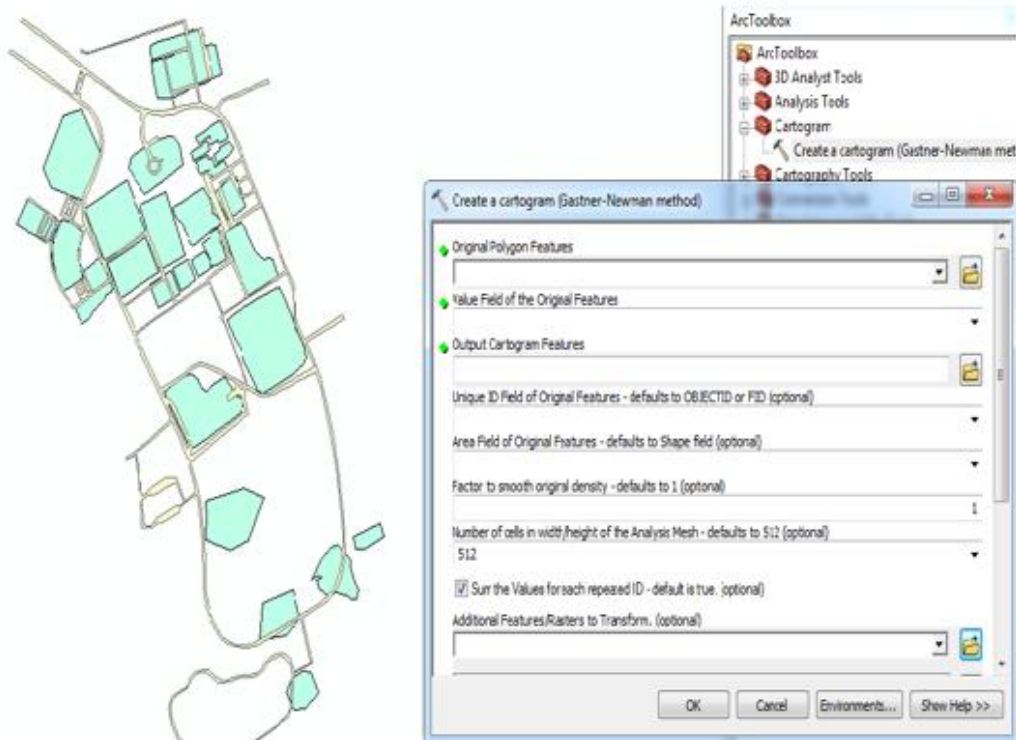 ArcToolbox
ArcToolbox
3D Analyst Tools
Analysis Tools
Cartogram
Create a cartogram (Gastner-Newman met
Cartography Tools
Create a cartogram (Gastner-Newman method)
Original Polygon Features
Value Field of the Original Features
Output Cartogram Features
Unique ID Field of Original Features - defaults to OBJECTID or FID (optional)
Area Field of Original Features - defaults to Shape field (optional)
Factor to smooth original density - defaults to 1 (optional)
1
Number of cells in width/height of the Analysis Mesh - defaults to 512 (optional)
512
Sum the Values for each repeated ID - default is true. (optional)
Additional Features/Rasters to Transform. (optional)
OK
Cancel
Environments...
Show Help >>